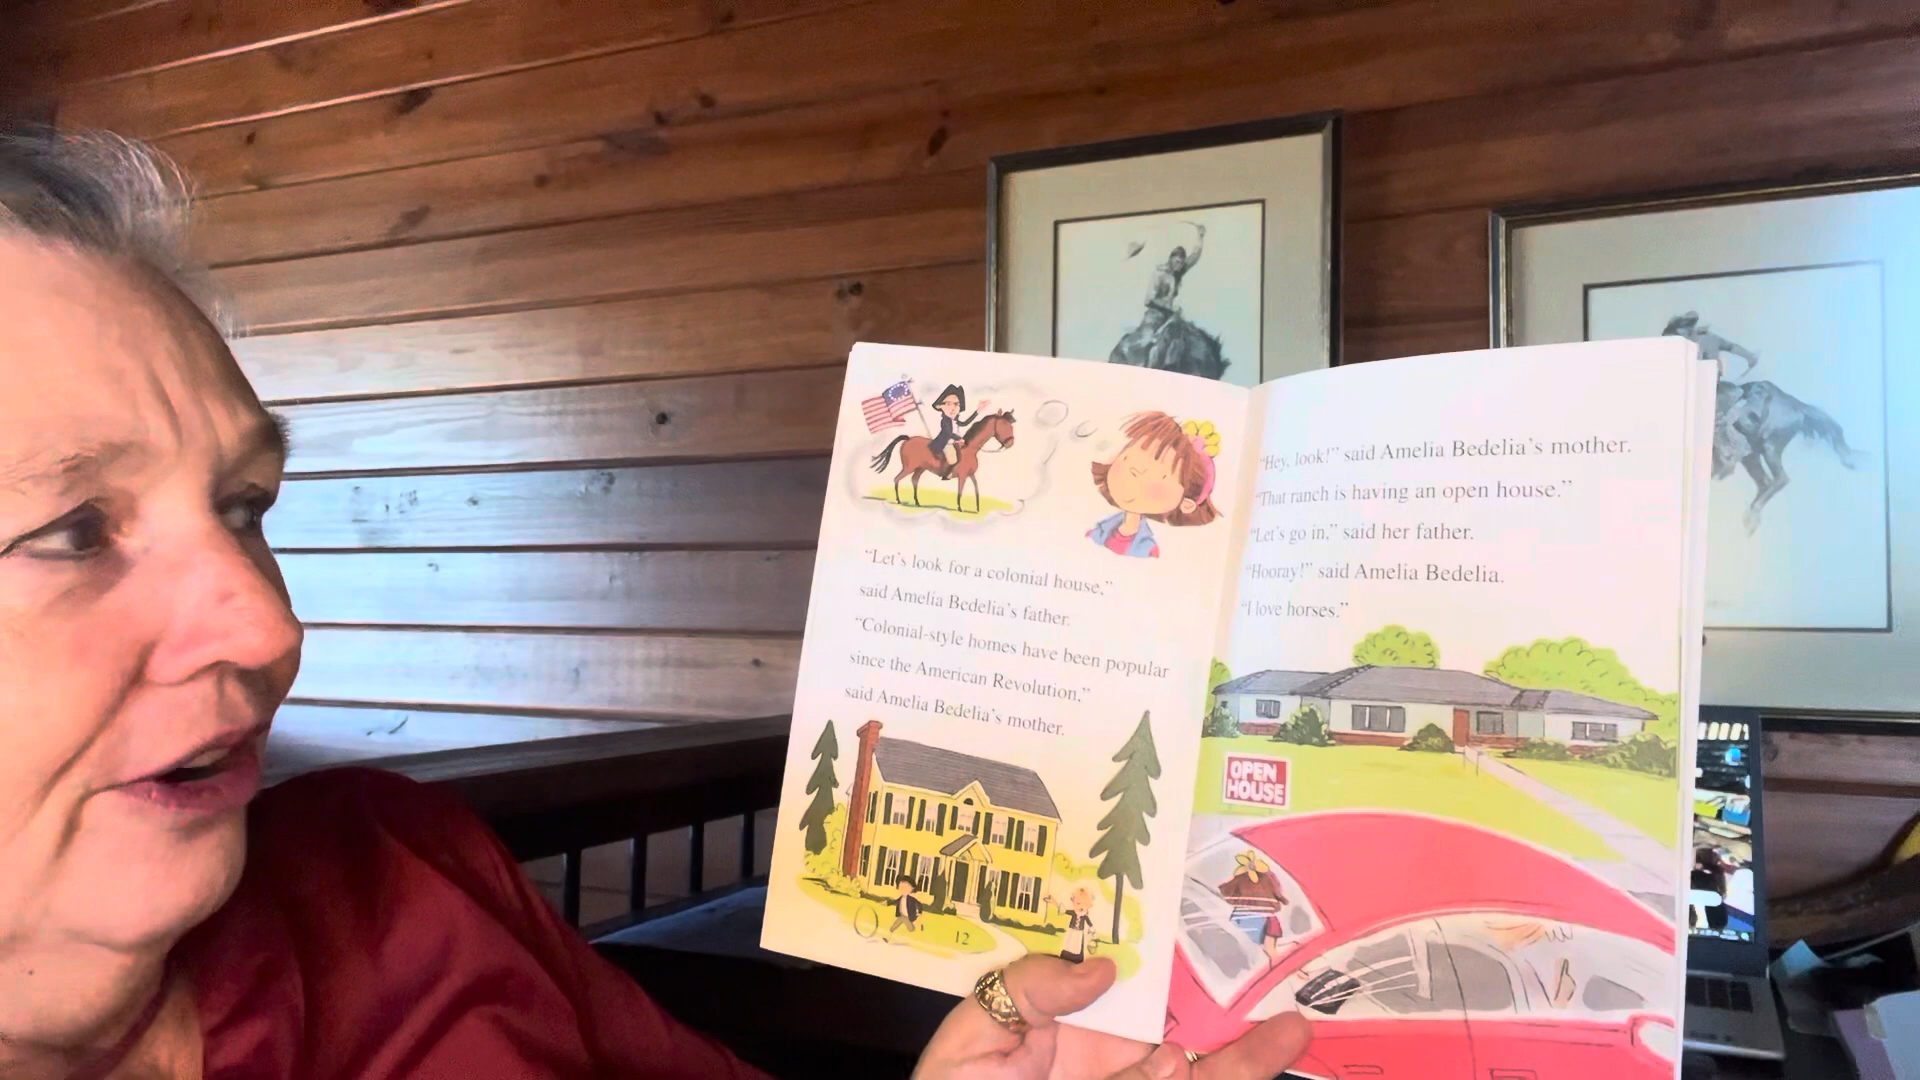 "Let's look for a colonial house,"
said Amelia Bedelia's father.
"Colonial-style homes have been popular
since the American Revolution,"
said Amelia Bedelia's mother.
12
"Hey, look!" said Amelia Bedelia's mother.
"That ranch is having an open house."
"Let's go in," said her father.
"Hooray!" said Amelia Bedelia.
"I love horses."
OPEN
HOUSE